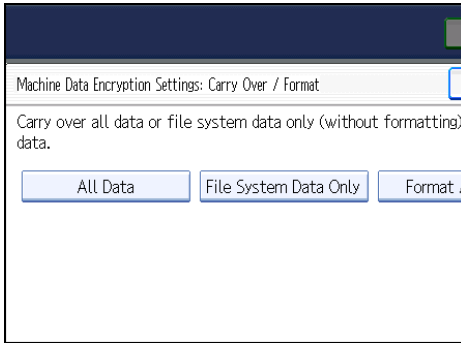 Machine Data Encryption Settings: Carry Over / Format
Carry over all data or file system data only (without formatting)
data.
All Data
File System Data Only
Format